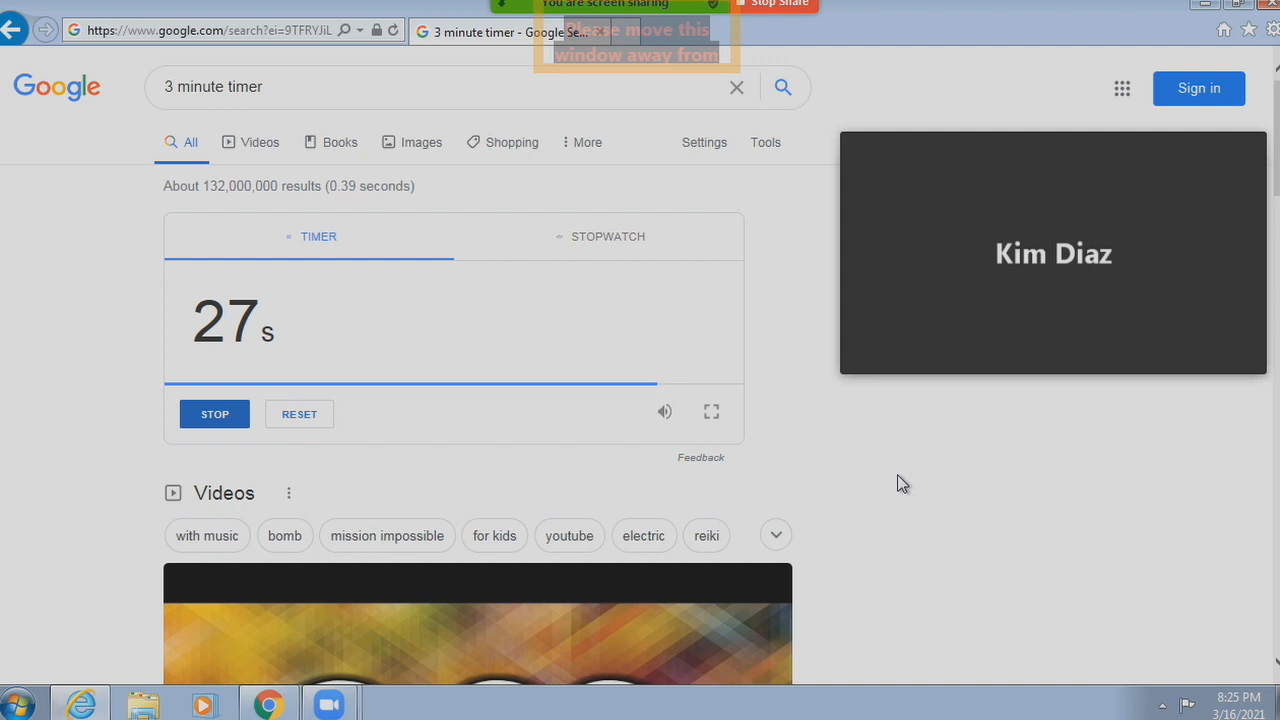 You are screen sharing
Stop Share
https://www.google.com/search?ei=9TFRYJiL
3 minute timer - Google Se...
Please move this
window away from
Google
3 minute timer
Sign in
All
Videos
Books
Images
Shopping
More
Settings
Tools
About 132,000,000 results (0.39 seconds)
TIMER
STOPWATCH
Kim Diaz
27s
STOP
RESET
Feedback
Videos
with music
bomb
mission impossible
for kids
youtube
electric
reiki
8:25 PM
3/16/2021